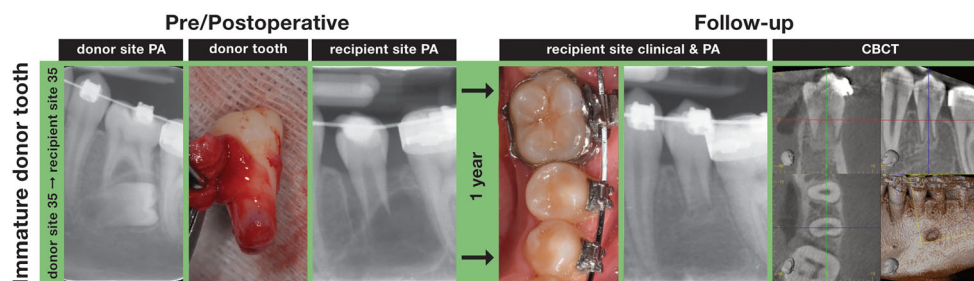 Pre/Postoperative
Follow-up
donor site PA
donor tooth
recipient site PA
recipient site clinical & PA
CBCT
Immature donor tooth
donor site 35 → recipient site 35
1 year